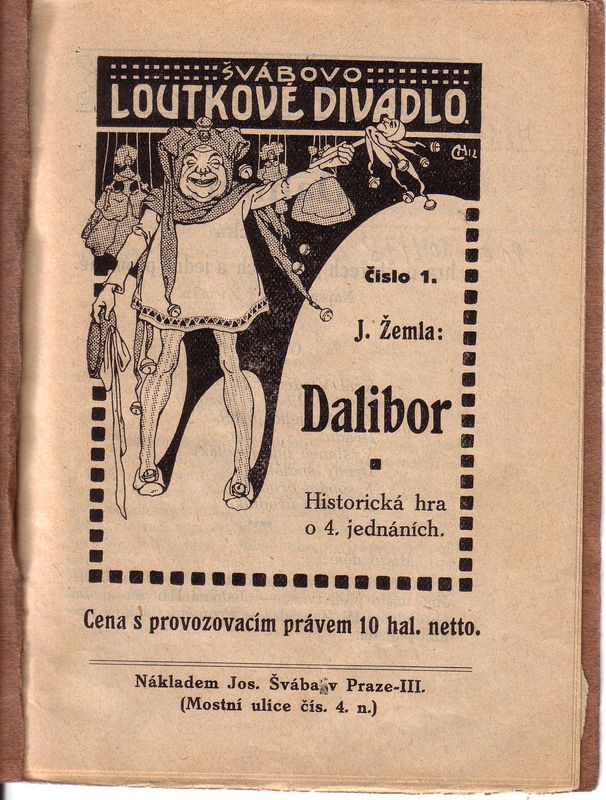 ŠVÁBOVO
LOUTKOVÉ DIVADLO.
Číslo 1.
J. Žemla:
Dalibor
Historická hra
o 4. jednáních.
Cena s provozovacím právem 10 hal. netto.
Nákladem Jos. Švába v Praze-III.
(Mostní ulice čís. 4. n.)